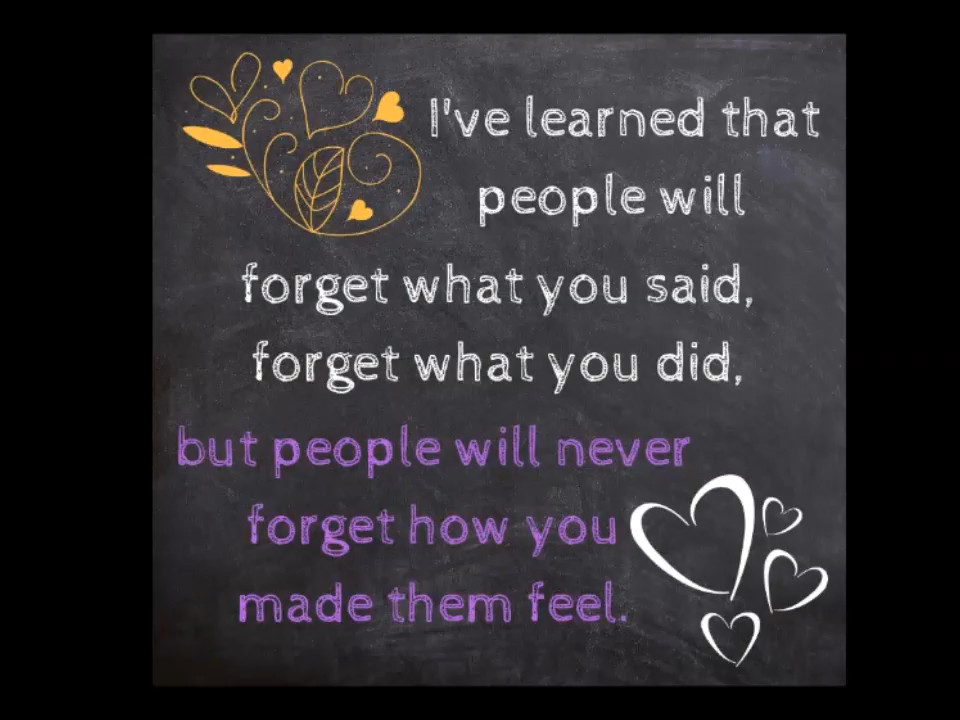 I've learned that
people will
forget what you said,
forget what you did,
but people will never
forget how you
made them feel.